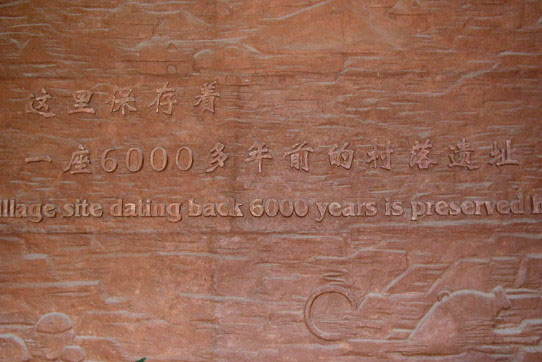 这里保存着
一座6000多年前的村落遗址
illage site dating back 6000 years is preserved h